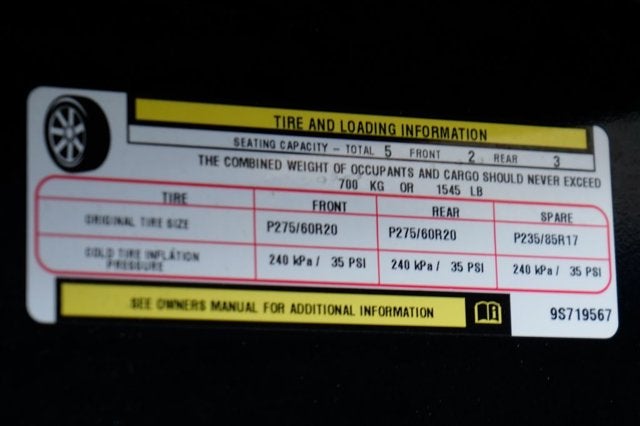 TIRE AND LOADING INFORMATION
SEATING CAPACITY - TOTAL 5 FRONT 2 REAR 3
THE COMBINED WEIGHT OF OCCUPANTS AND CARGO SHOULD NEVER EXCEED
700 KG OR 1545 LB
TIRE FRONT REAR SPARE
ORIGINAL TIRE SIZE P275/60R20 P275/60R20 P235/85R17
COLD TIRE INFLATION PRESSURE 240 kPa / 35 PSI 240 kPa / 35 PSI 240 kPa / 35 PSI
SEE OWNERS MANUAL FOR ADDITIONAL INFORMATION
9S719567